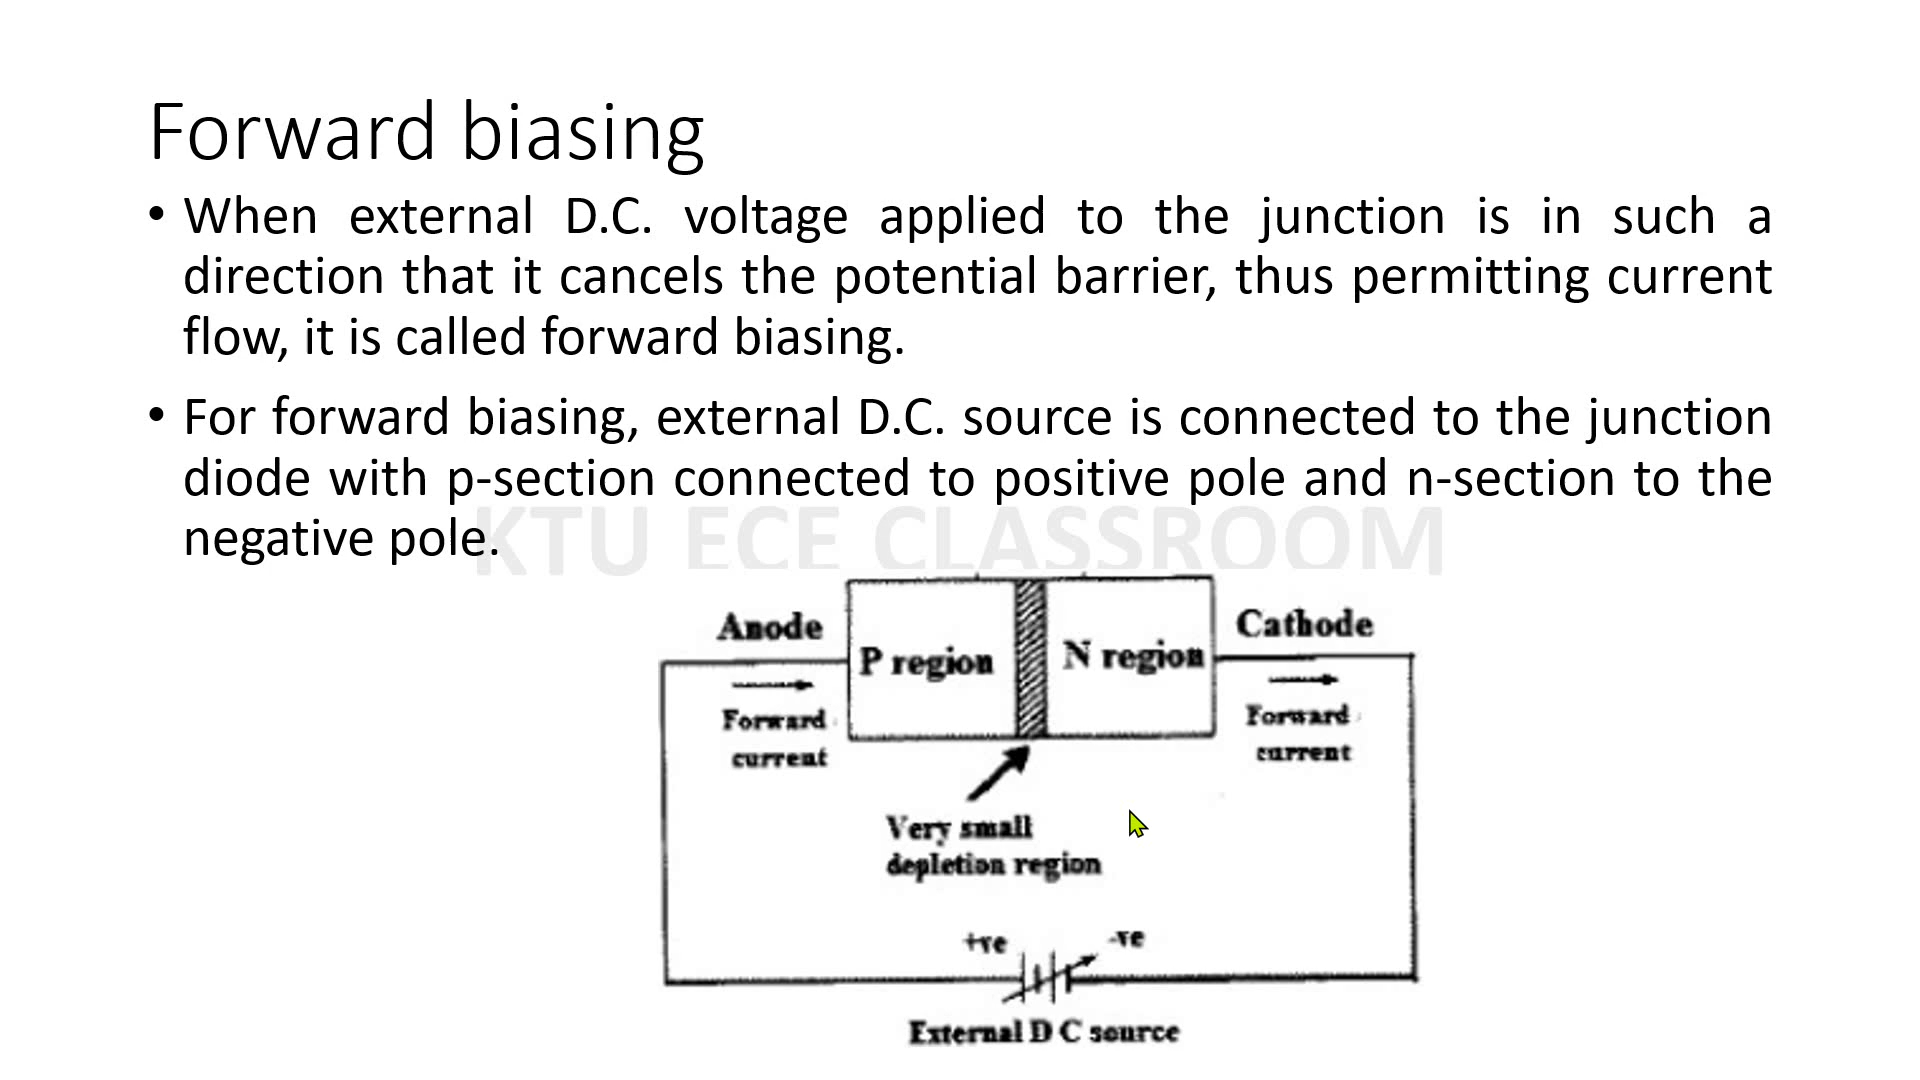 Forward biasing
• When external D.C. voltage applied to the junction is in such a
direction that it cancels the potential barrier, thus permitting current
flow, it is called forward biasing.
• For forward biasing, external D.C. source is connected to the junction
diode with p-section connected to positive pole and n-section to the
negative pole.
KTU ECE CLASSROOM
Anode
Cathode
P region
N region
Forward
current
Forward
current
Very small
depletion region
+ve
-ve
External D C source